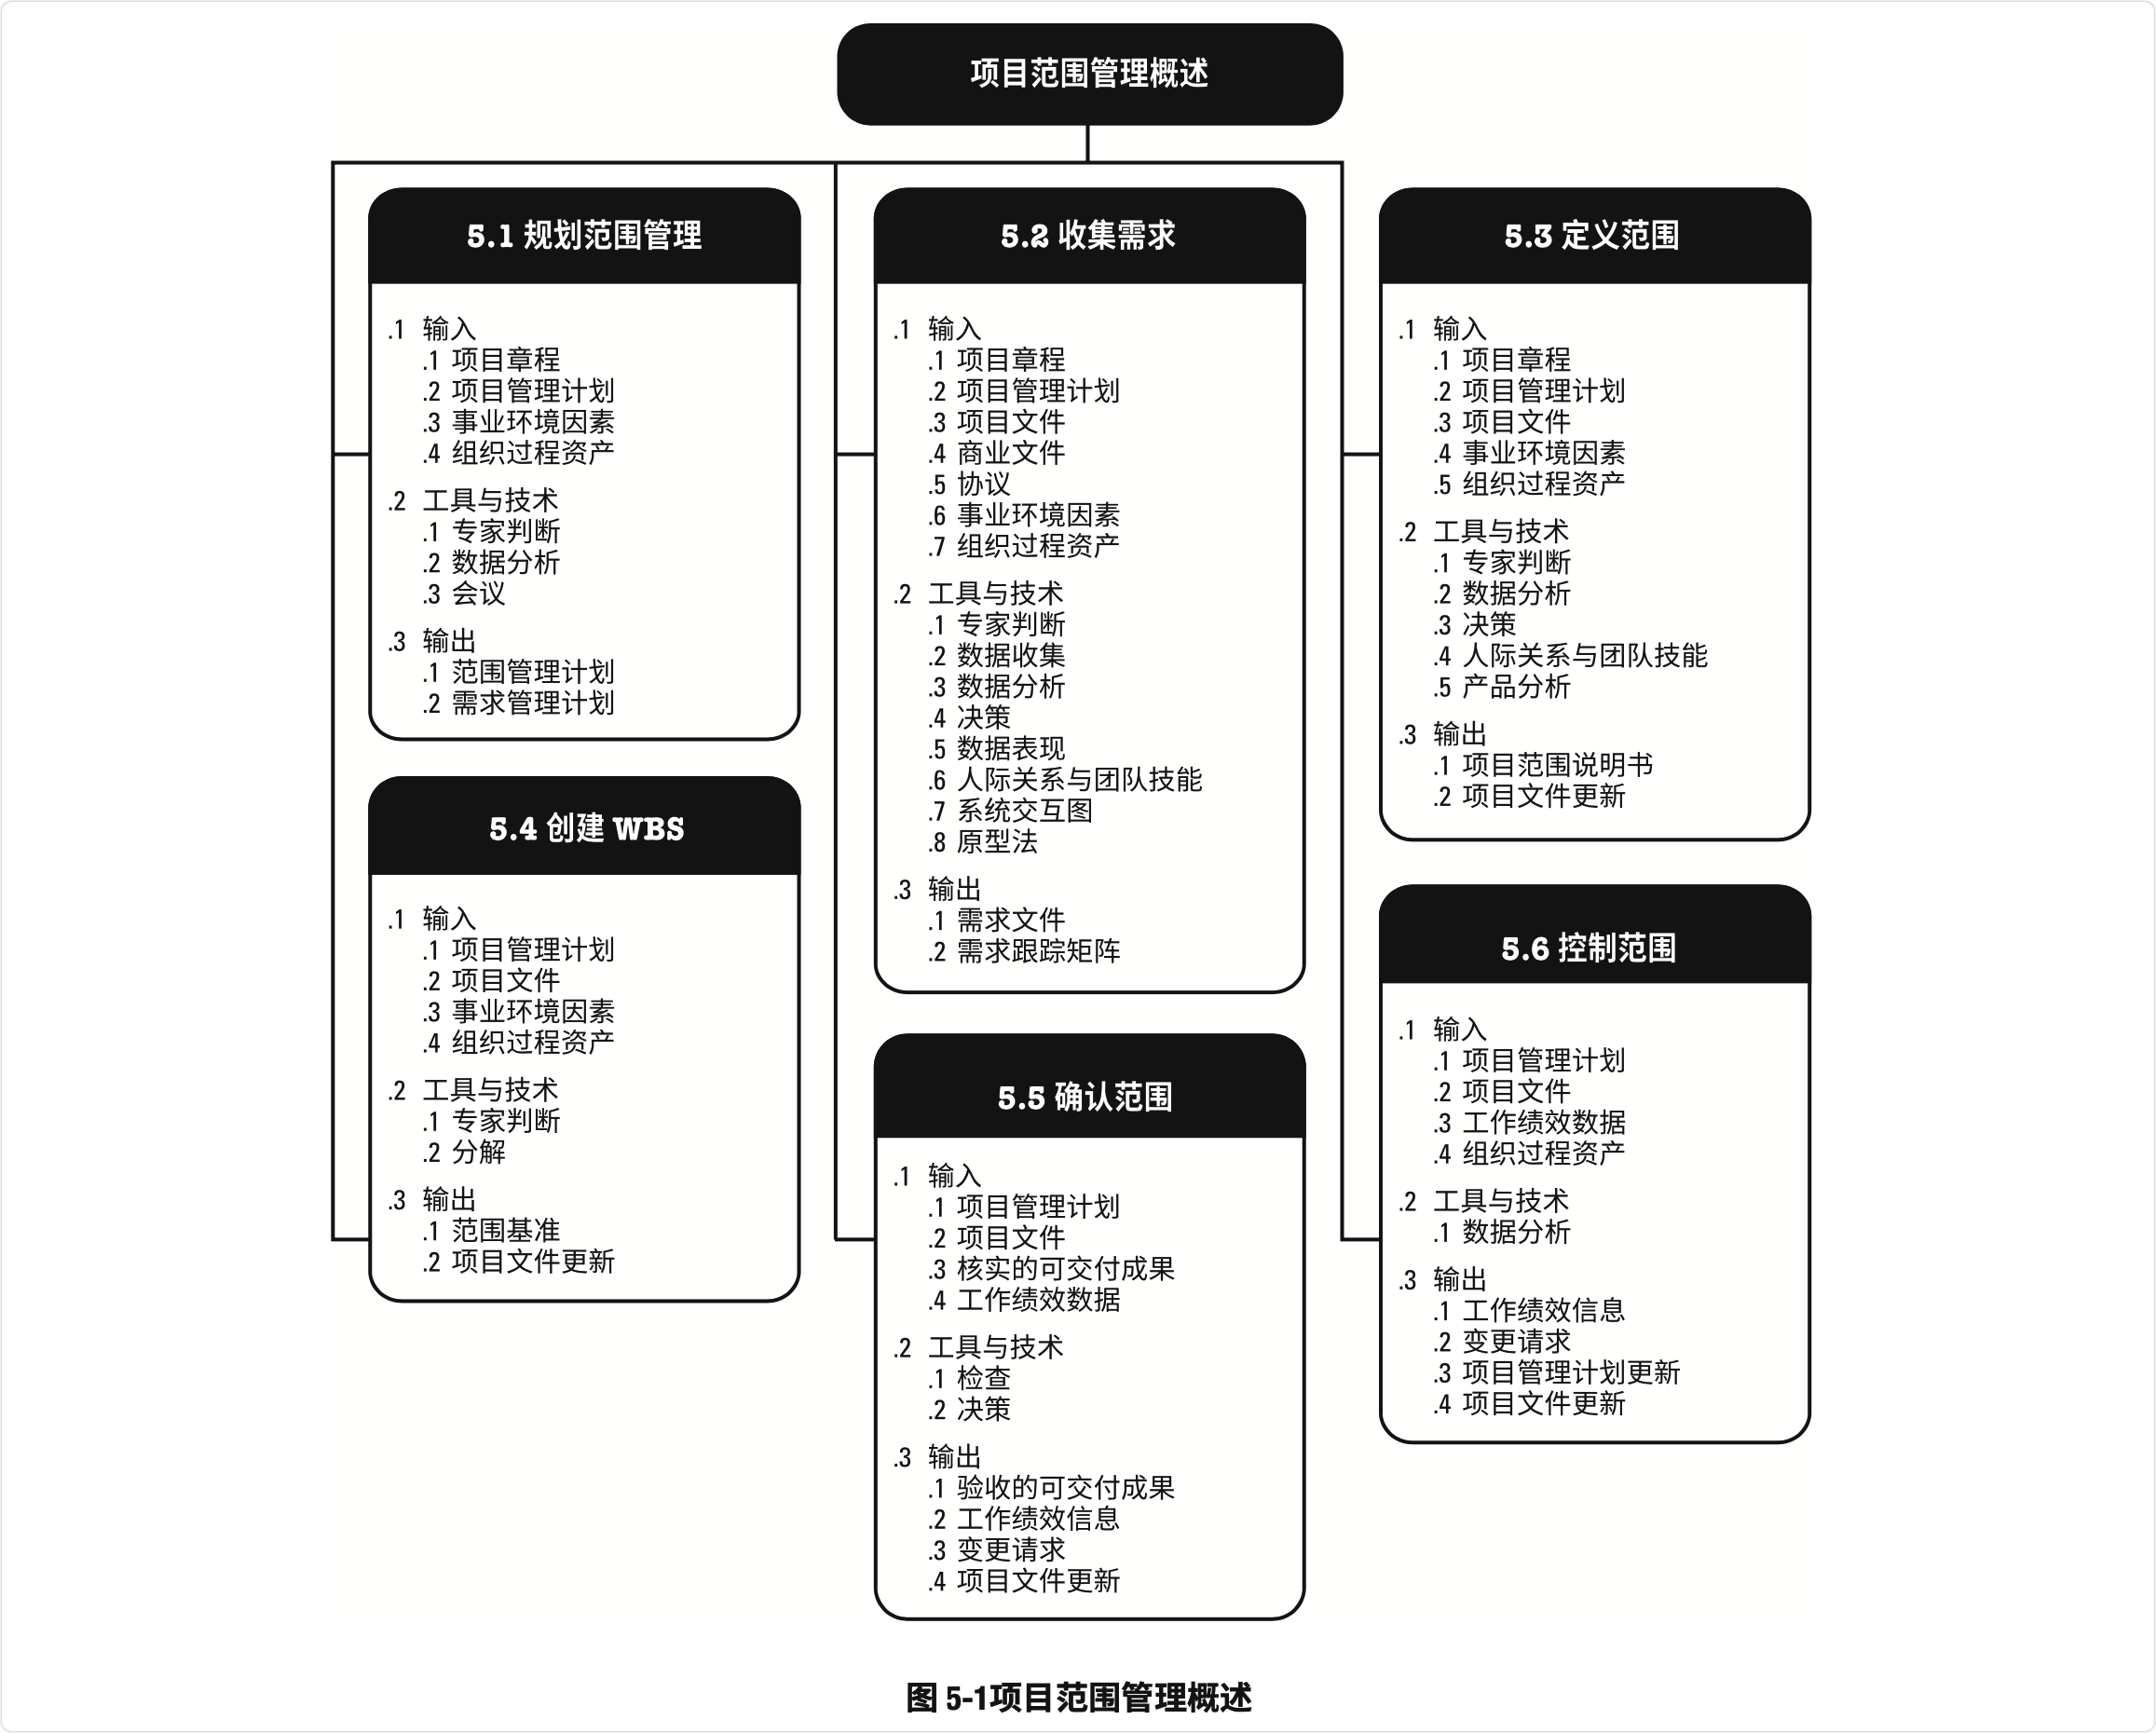 项目范围管理概述
5.1 规划范围管理
.1 输入
.1 项目章程
.2 项目管理计划
.3 事业环境因素
.4 组织过程资产
.2 工具与技术
.1 专家判断
.2 数据分析
.3 会议
.3 输出
.1 范围管理计划
.2 需求管理计划
5.2 收集需求
.1 输入
.1 项目章程
.2 项目管理计划
.3 项目文件
.4 商业文件
.5 协议
.6 事业环境因素
.7 组织过程资产
.2 工具与技术
.1 专家判断
.2 数据收集
.3 数据分析
.4 决策
.5 数据表现
.6 人际关系与团队技能
.7 系统交互图
.8 原型法
.3 输出
.1 需求文件
.2 需求跟踪矩阵
5.3 定义范围
.1 输入
.1 项目章程
.2 项目管理计划
.3 项目文件
.4 事业环境因素
.5 组织过程资产
.2 工具与技术
.1 专家判断
.2 数据分析
.3 决策
.4 人际关系与团队技能
.5 产品分析
.3 输出
.1 项目范围说明书
.2 项目文件更新
5.4 创建 WBS
.1 输入
.1 项目管理计划
.2 项目文件
.3 事业环境因素
.4 组织过程资产
.2 工具与技术
.1 专家判断
.2 分解
.3 输出
.1 范围基准
.2 项目文件更新
5.5 确认范围
.1 输入
.1 项目管理计划
.2 项目文件
.3 核实的可交付成果
.4 工作绩效数据
.2 工具与技术
.1 检查
.2 决策
.3 输出
.1 验收的可交付成果
.2 工作绩效信息
.3 变更请求
.4 项目文件更新
5.6 控制范围
.1 输入
.1 项目管理计划
.2 项目文件
.3 工作绩效数据
.4 组织过程资产
.2 工具与技术
.1 数据分析
.3 输出
.1 工作绩效信息
.2 变更请求
.3 项目管理计划更新
.4 项目文件更新
图 5-1项目范围管理概述